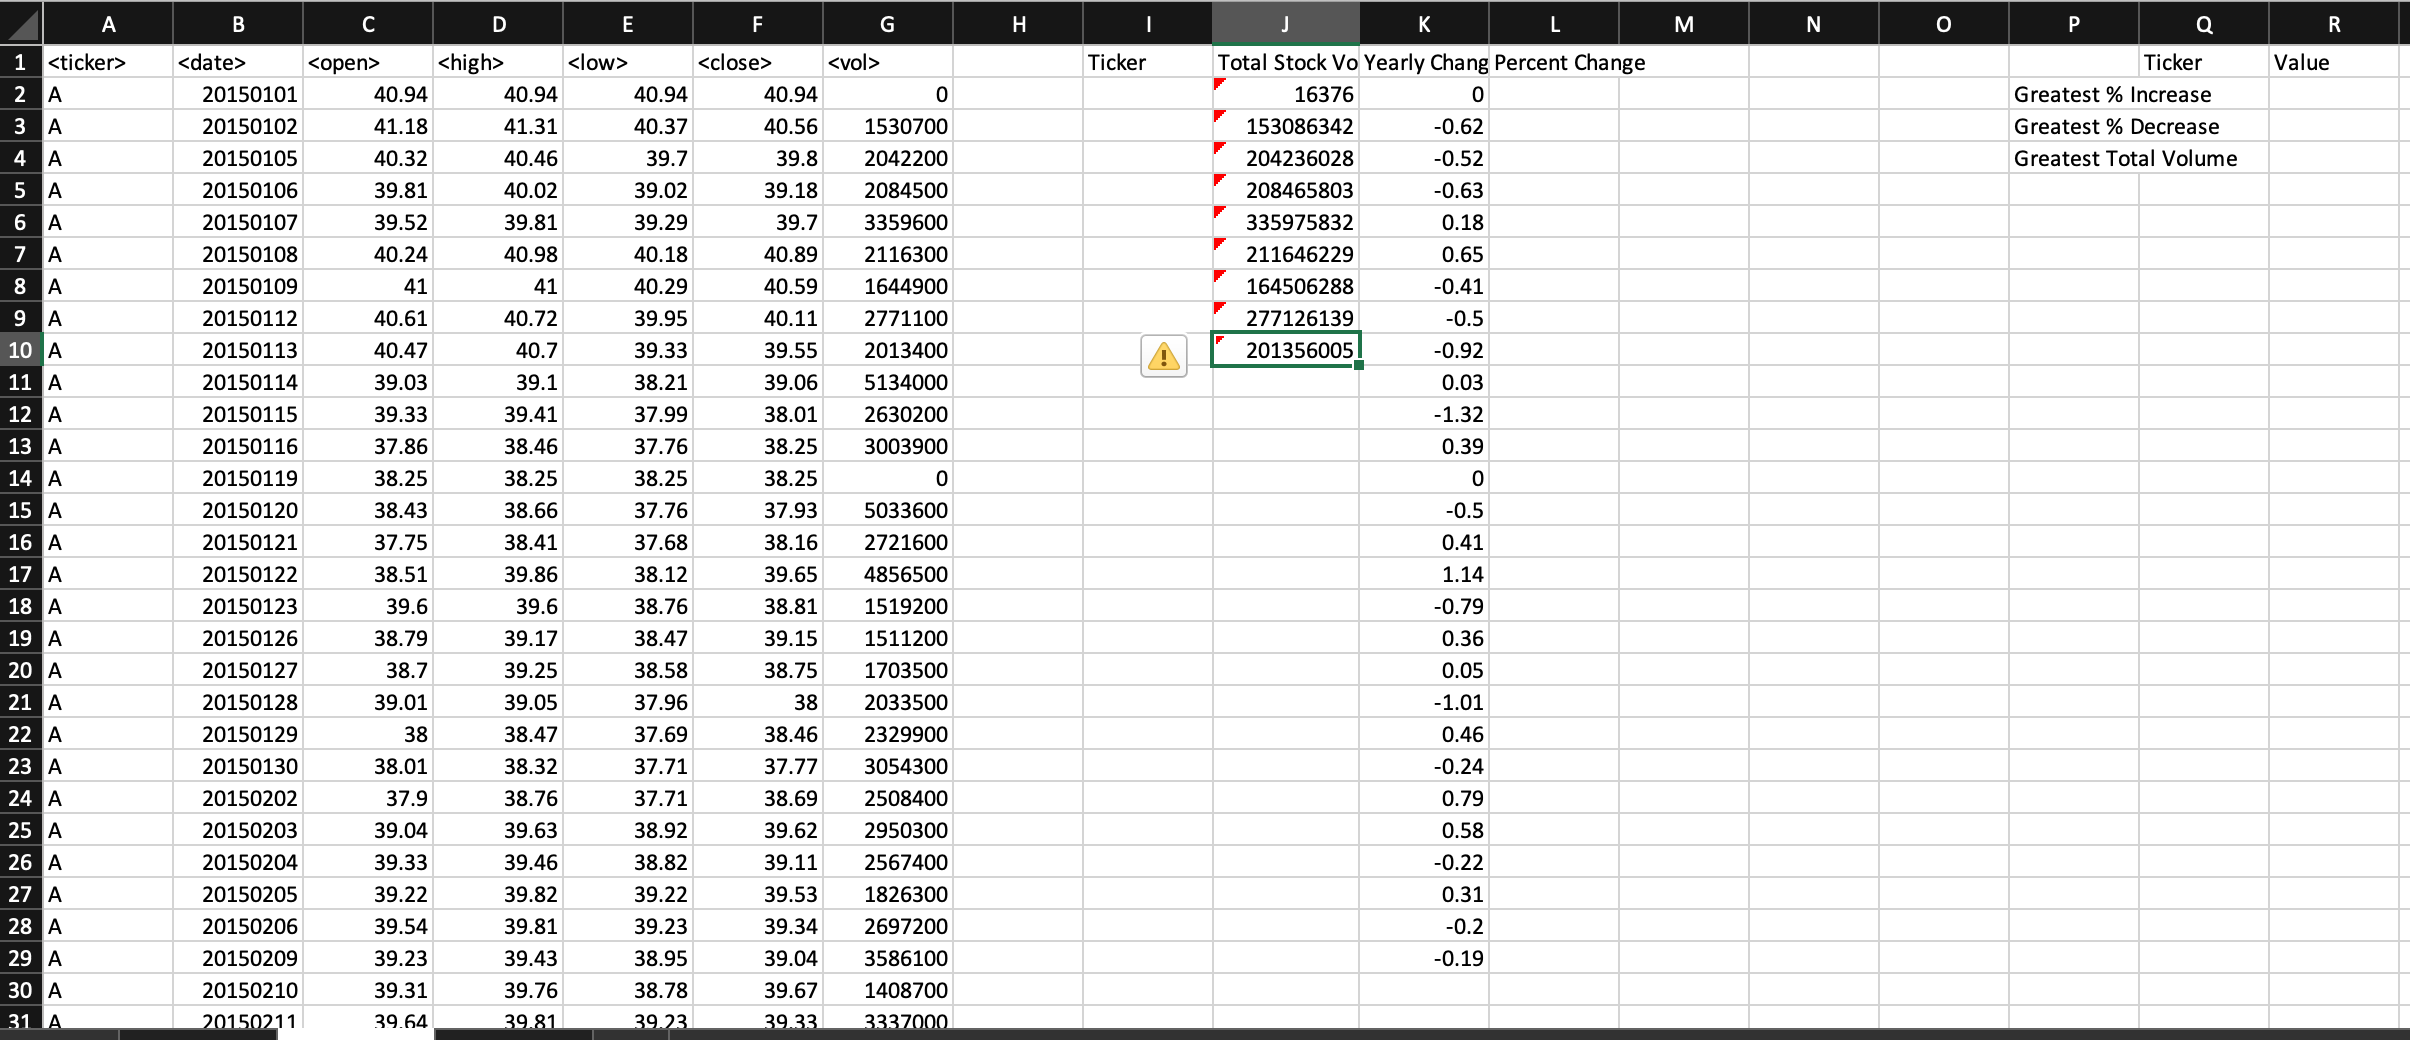 A B C D E F G H I J K L M N O P Q R
1 <ticker> <date> <open> <high> <low> <close> <vol> Ticker Total Stock Vo Yearly Chang Percent Change Ticker Value
2 A 20150101 40.94 40.94 40.94 40.94 0 16376 0 Greatest % Increase
3 A 20150102 41.18 41.31 40.37 40.56 1530700 153086342 -0.62 Greatest % Decrease
4 A 20150105 40.32 40.46 39.7 39.8 2042200 204236028 -0.52 Greatest Total Volume
5 A 20150106 39.81 40.02 39.02 39.18 2084500 208465803 -0.63
6 A 20150107 39.52 39.81 39.29 39.7 3359600 335975832 0.18
7 A 20150108 40.24 40.98 40.18 40.89 2116300 211646229 0.65
8 A 20150109 41 41 40.29 40.59 1644900 164506288 -0.41
9 A 20150112 40.61 40.72 39.95 40.11 2771100 277126139 -0.5
10 A 20150113 40.47 40.7 39.33 39.55 2013400 201356005 -0.92
11 A 20150114 39.03 39.1 38.21 39.06 5134000 0.03
12 A 20150115 39.33 39.41 37.99 38.01 2630200 -1.32
13 A 20150116 37.86 38.46 37.76 38.25 3003900 0.39
14 A 20150119 38.25 38.25 38.25 38.25 0 0
15 A 20150120 38.43 38.66 37.76 37.93 5033600 -0.5
16 A 20150121 37.75 38.41 37.68 38.16 2721600 0.41
17 A 20150122 38.51 39.86 38.12 39.65 4856500 1.14
18 A 20150123 39.6 39.6 38.76 38.81 1519200 -0.79
19 A 20150126 38.79 39.17 38.47 39.15 1511200 0.36
20 A 20150127 38.7 39.25 38.58 38.75 1703500 0.05
21 A 20150128 39.01 39.05 37.96 38 2033500 -1.01
22 A 20150129 38 38.47 37.69 38.46 2329900 0.46
23 A 20150130 38.01 38.32 37.71 37.77 3054300 -0.24
24 A 20150202 37.9 38.76 37.71 38.69 2508400 0.79
25 A 20150203 39.04 39.63 38.92 39.62 2950300 0.58
26 A 20150204 39.33 39.46 38.82 39.11 2567400 -0.22
27 A 20150205 39.22 39.82 39.22 39.53 1826300 0.31
28 A 20150206 39.54 39.81 39.23 39.34 2697200 -0.2
29 A 20150209 39.23 39.43 38.95 39.04 3586100 -0.19
30 A 20150210 39.31 39.76 38.78 39.67 1408700
31 A 20150211 39.64 39.81 39.23 39.33 3337000